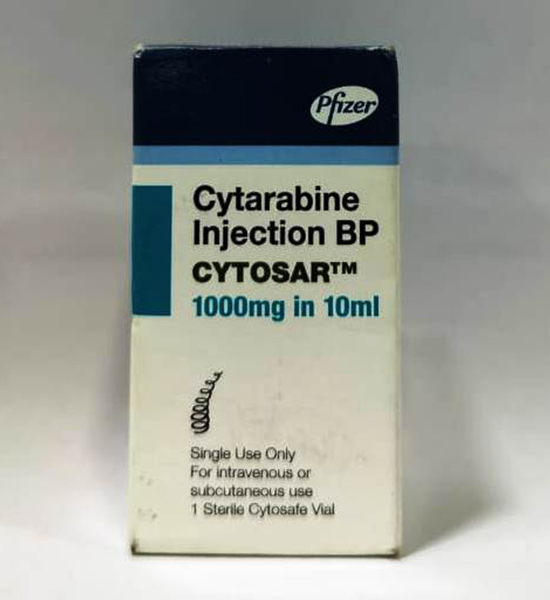 Pfizer
Cytarabine
Injection BP
CYTOSAR™
1000mg in 10ml
Single Use Only
For intravenous or
subcutaneous use
1 Sterile Cytosafe Vial